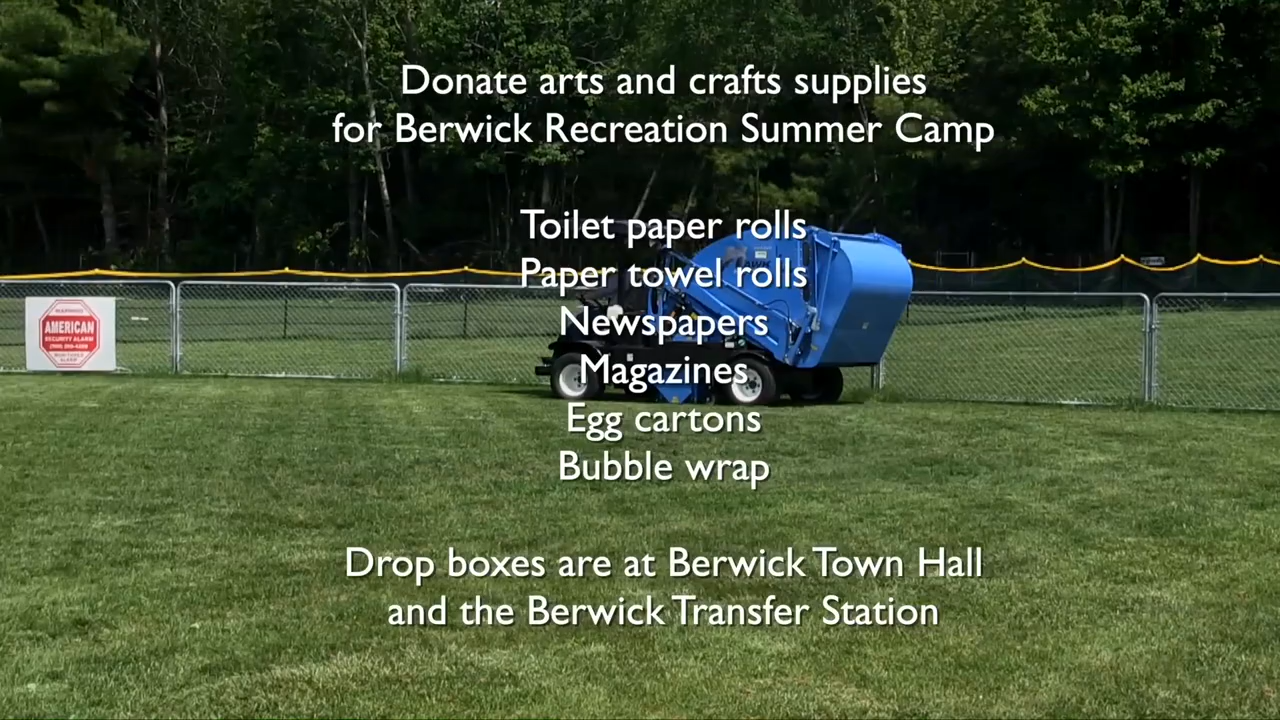 Donate arts and crafts supplies
for Berwick Recreation Summer Camp
Toilet paper rolls
Paper towel rolls
Newspapers
Magazines
Egg cartons
Bubble wrap
Drop boxes are at Berwick Town Hall
and the Berwick Transfer Station
AMERICAN
SECURITY ALARM